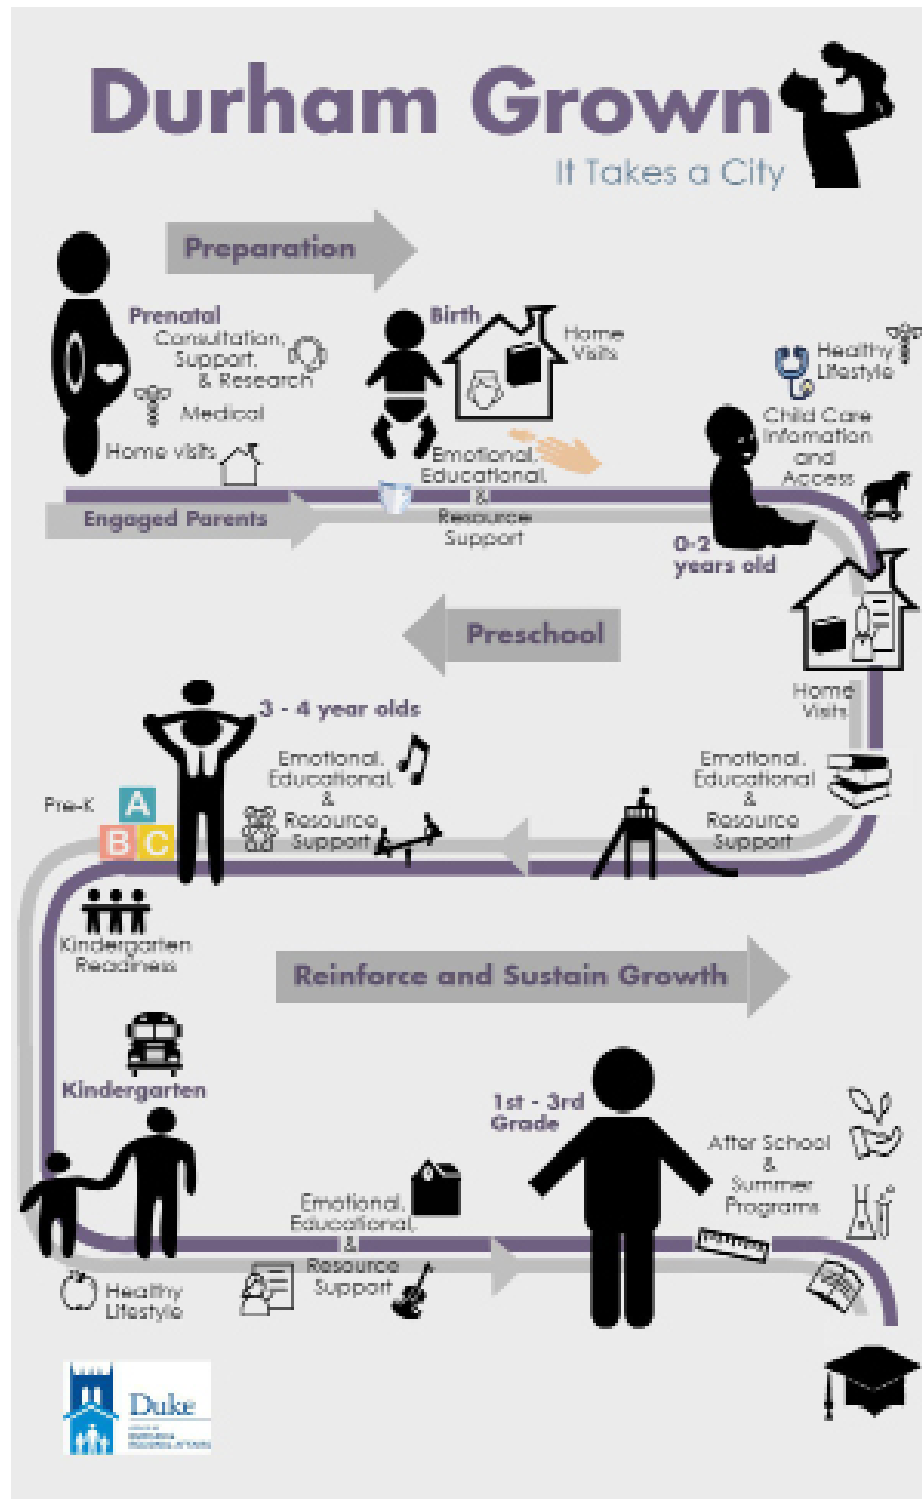 Durham Grown
It Takes a City
Preparation
Prenatal
Consultation,
Support,
& Research
Medical
Home visits
Engaged Parents
Birth
Home
Visits
Emotional,
Educational,
&
Resource
Support
Healthy
Lifestyle
Child Care
Infomation
and
Access
0-2
years old
Home
Visits
Preschool
Emotional,
Educational
&
Resource
Support
3 - 4 year olds
Emotional,
Educational,
&
Resource
Support
Pre-K
A
B C
Kindergarten
Readiness
Reinforce and Sustain Growth
Kindergarten
Healthy
Lifestyle
Emotional,
Educational,
&
Resource
Support
1st - 3rd
Grade
After School
&
Summer
Programs
Duke